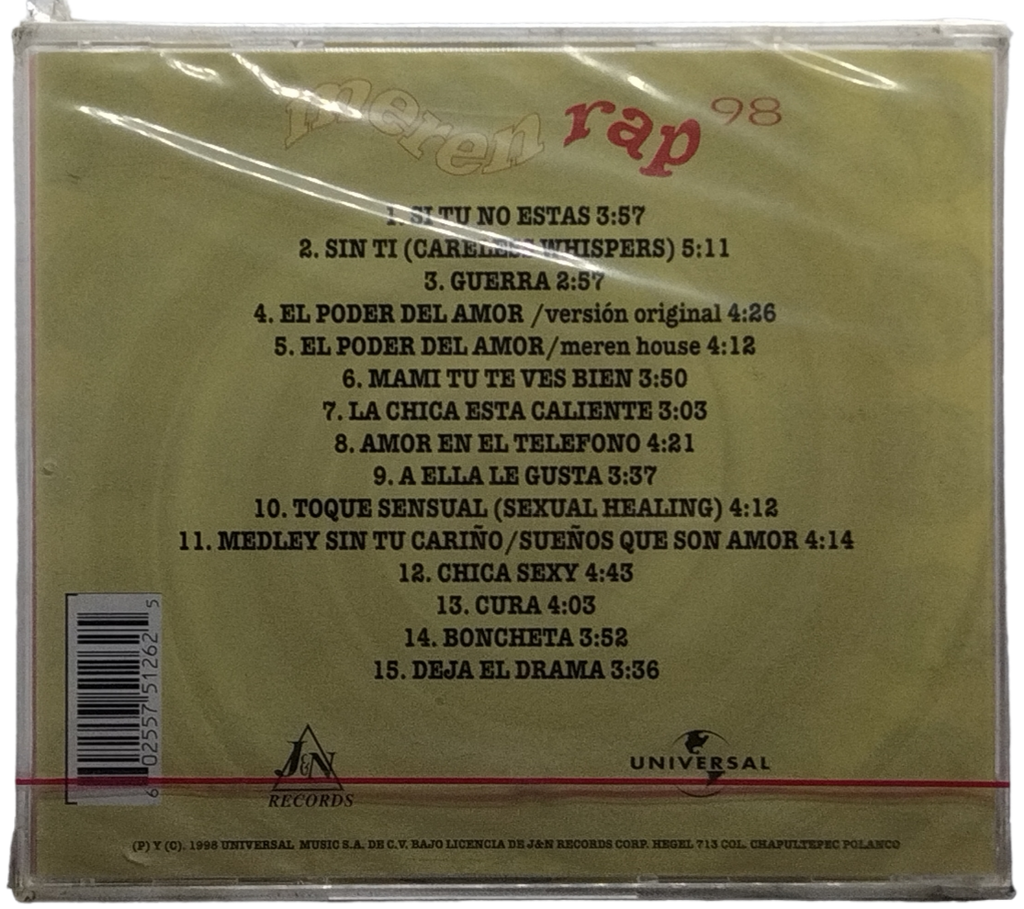 meren rap 98
1. SI TU NO ESTAS 3:57
2. SIN TI (CARELESS WHISPERS) 5:11
3. GUERRA 2:57
4. EL PODER DEL AMOR /versión original 4:26
5. EL PODER DEL AMOR/meren house 4:12
6. MAMI TU TE VES BIEN 3:50
7. LA CHICA ESTA CALIENTE 3:03
8. AMOR EN EL TELEFONO 4:21
9. A ELLA LE GUSTA 3:37
10. TOQUE SENSUAL (SEXUAL HEALING) 4:12
11. MEDLEY SIN TU CARIÑO/SUEÑOS QUE SON AMOR 4:14
12. CHICA SEXY 4:43
13. CURA 4:03
14. BONCHETA 3:52
15. DEJA EL DRAMA 3:36
6 02557 51262 5
J&N
RECORDS
UNIVERSAL
(P) Y (C). 1998 UNIVERSAL MUSIC S.A. DE C.V. BAJO LICENCIA DE J&N RECORDS CORP. HEGEL 713 COL. CHAPULTEPEC POLANCO